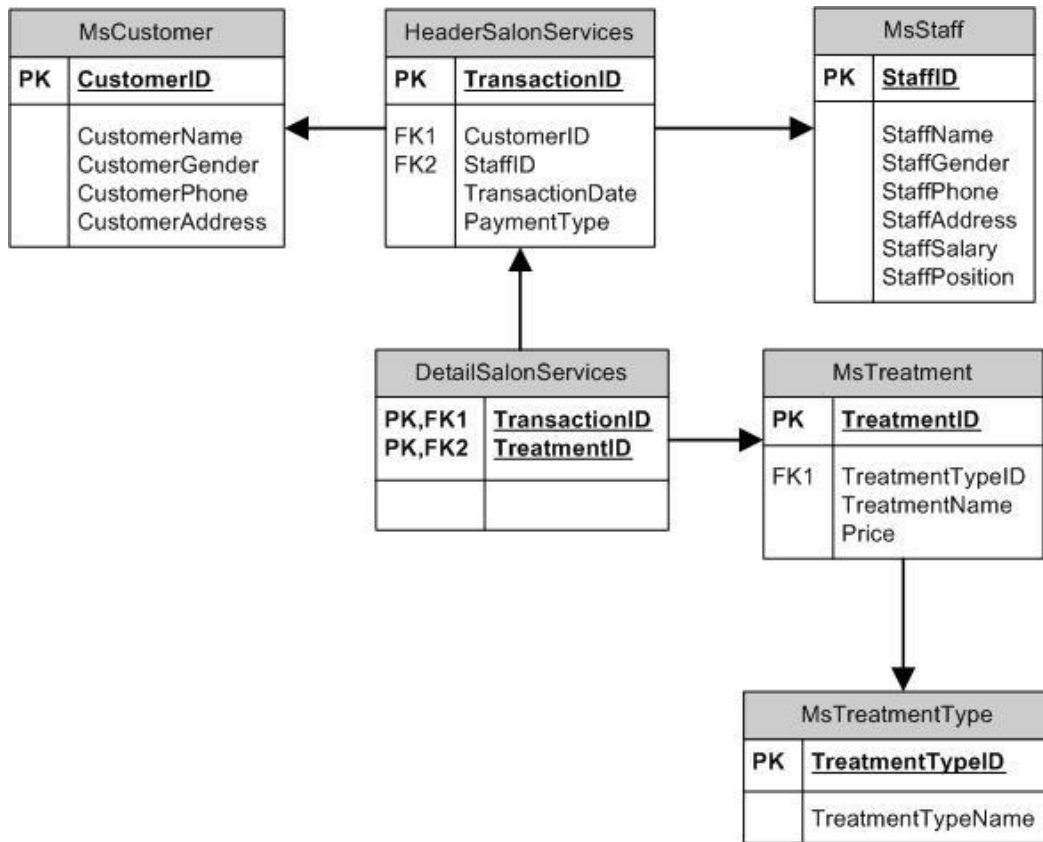 MsCustomer
PK CustomerID
CustomerName
CustomerGender
CustomerPhone
CustomerAddress
HeaderSalonServices
PK TransactionID
FK1 CustomerID
FK2 StaffID
TransactionDate
PaymentType
MsStaff
PK StaffID
StaffName
StaffGender
StaffPhone
StaffAddress
StaffSalary
StaffPosition
DetailSalonServices
PK,FK1 TransactionID
PK,FK2 TreatmentID
MsTreatment
PK TreatmentID
FK1 TreatmentTypeID
TreatmentName
Price
MsTreatmentType
PK TreatmentTypeID
TreatmentTypeName